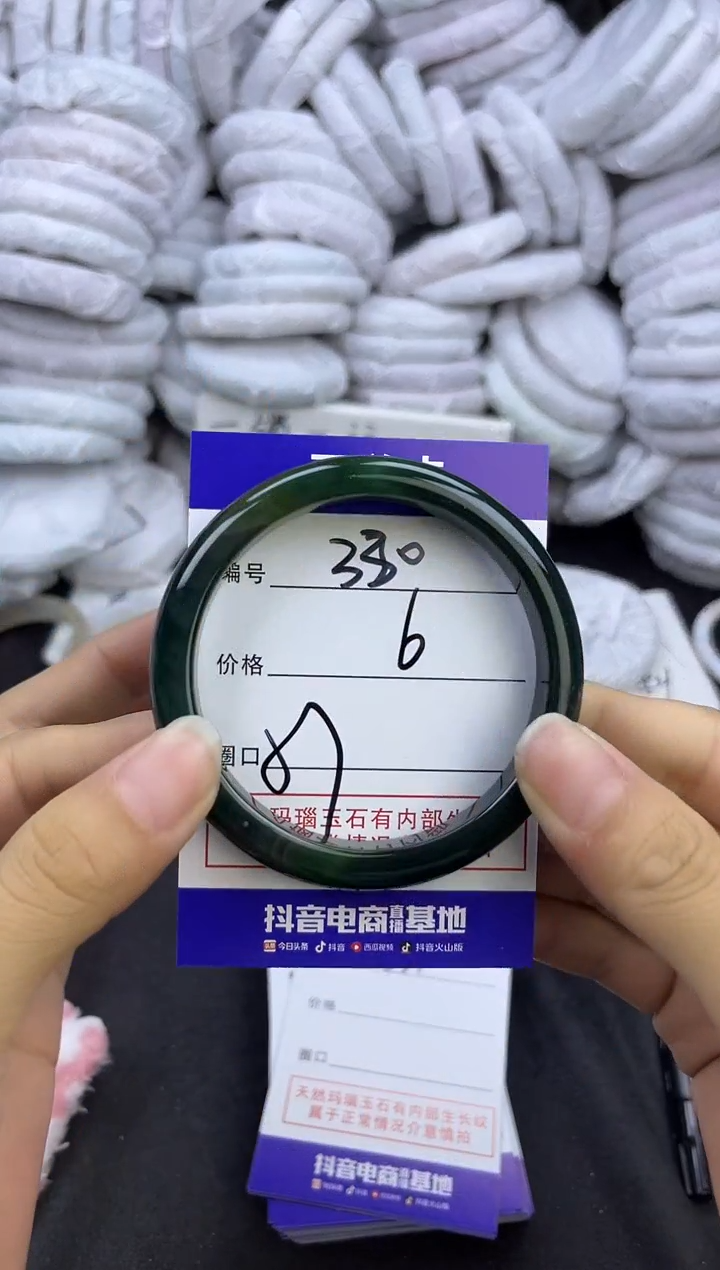 编号 330
价格 6
圈口
玛瑙玉石有内部生
抖音电商直播基地
今日头条 抖音 西瓜视频 抖音火山版
价格
圈口
天然玛瑙玉石有内部生长纹
属于正常情况介意慎拍
抖音电商直播基地